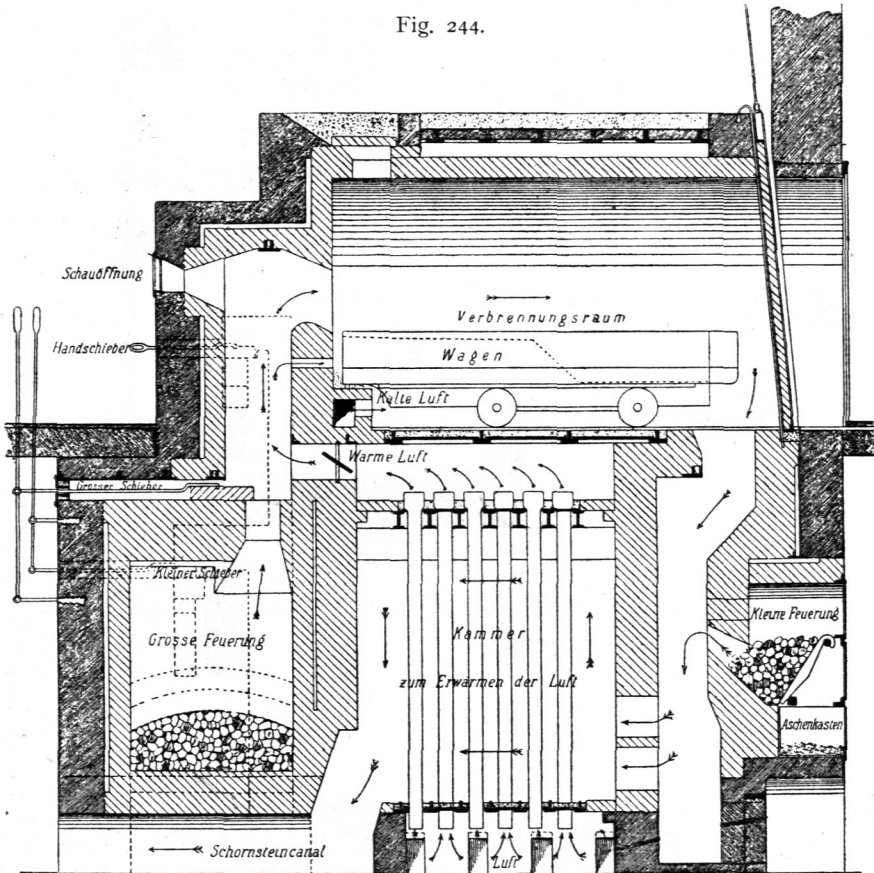 Fig. 244.
Schauöffnung
Verbrennungsraum
Handschieber
Wagen
Kalte Luft
Warme Luft
Grosser Schieber
Kleiner Schieber
Kleine Feuerung
Grosse Feuerung
Kammer
zum Erwärmen der Luft
Aschenkasten
Schornsteincanal
Luft